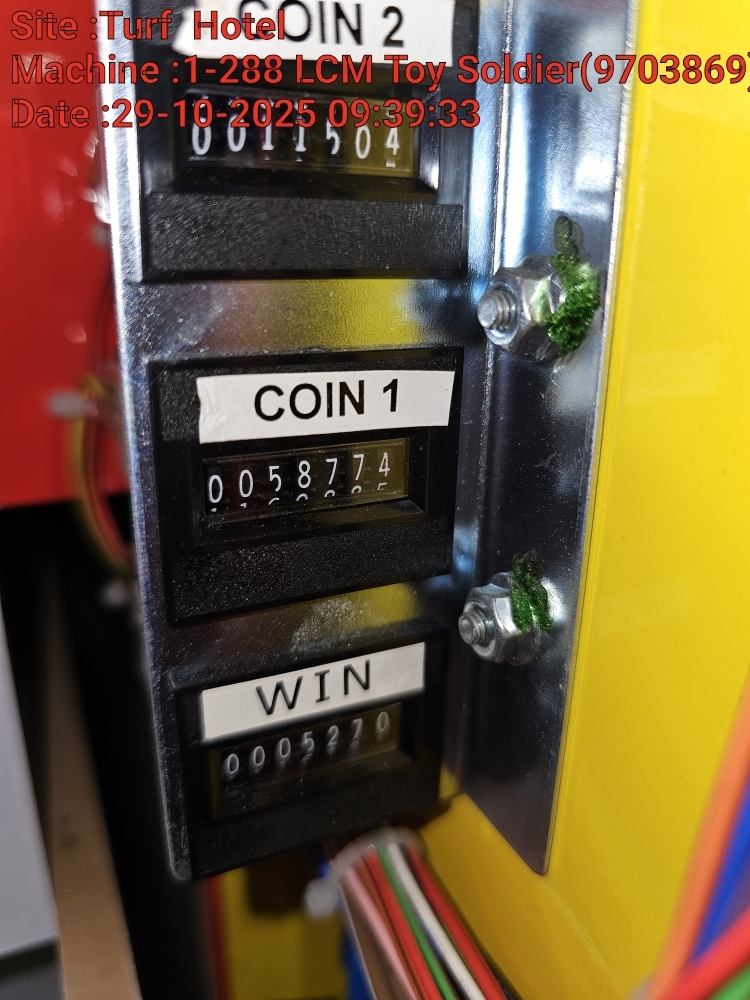 Site :Turf Hotel
Machine :1-288 LCM Toy Soldier(9703869)
Date :29-10-2025 09:39:33
COIN 2
0011504
COIN 1
0058774
WIN
0005270